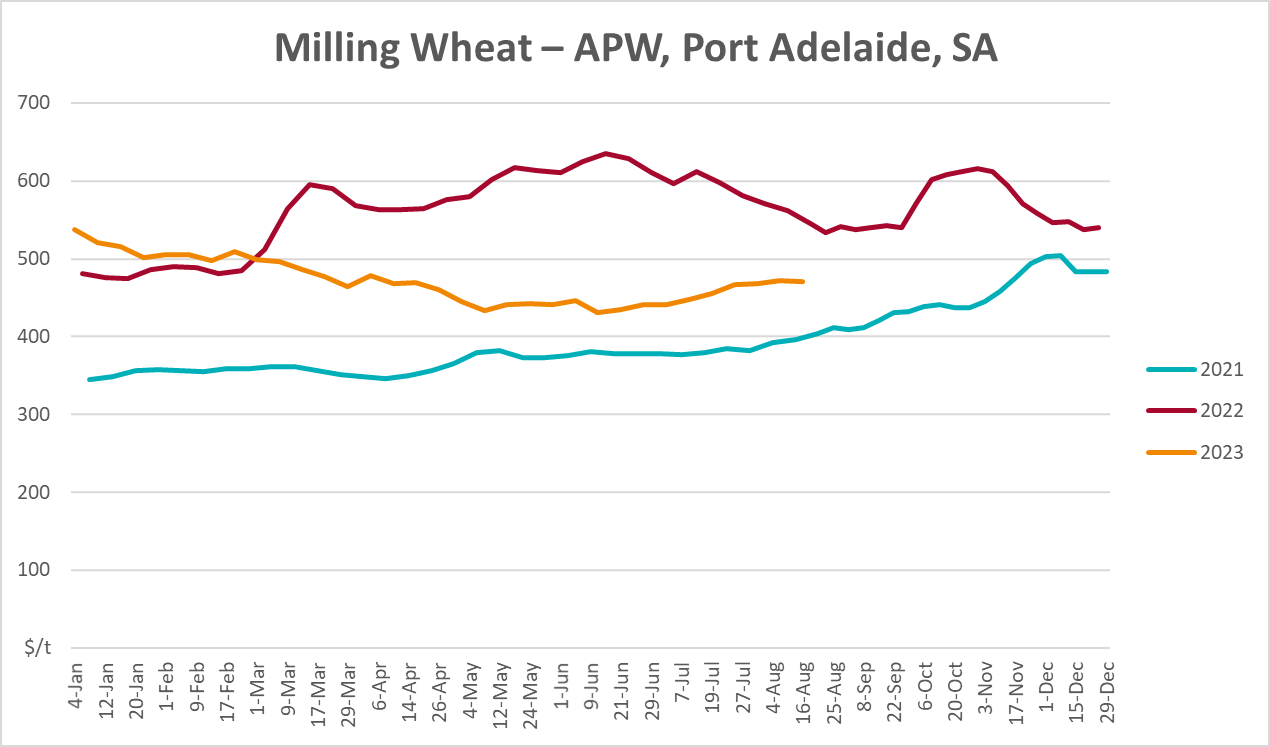 Milling Wheat – APW, Port Adelaide, SA
700
600
500
400
300
200
100
$/t
4-Jan
12-Jan
20-Jan
1-Feb
9-Feb
17-Feb
1-Mar
9-Mar
17-Mar
29-Mar
6-Apr
14-Apr
26-Apr
4-May
12-May
24-May
1-Jun
9-Jun
21-Jun
29-Jun
7-Jul
19-Jul
27-Jul
4-Aug
16-Aug
25-Aug
8-Sep
22-Sep
6-Oct
20-Oct
3-Nov
17-Nov
1-Dec
15-Dec
29-Dec
2021
2022
2023